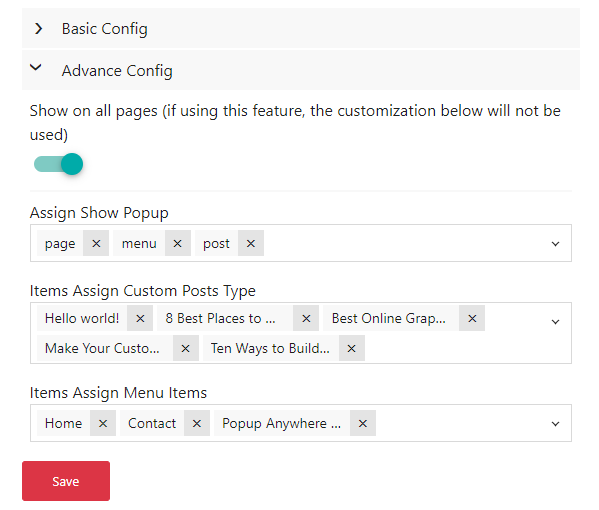 Basic Config
Advance Config
Show on all pages (if using this feature, the customization below will not be
used)
Assign Show Popup
page × menu × post ×
Items Assign Custom Posts Type
Hello world! × 8 Best Places to ... × Best Online Grap... ×
Make Your Custo... × Ten Ways to Build... ×
Items Assign Menu Items
Home × Contact × Popup Anywhere ... ×
Save